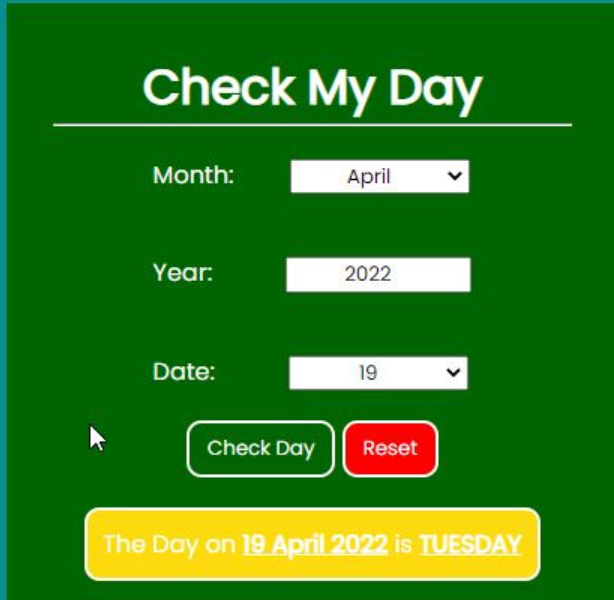 Check My Day
Month: April
Year: 2022
Date: 19
Check Day Reset
The Day on 19 April 2022 is TUESDAY